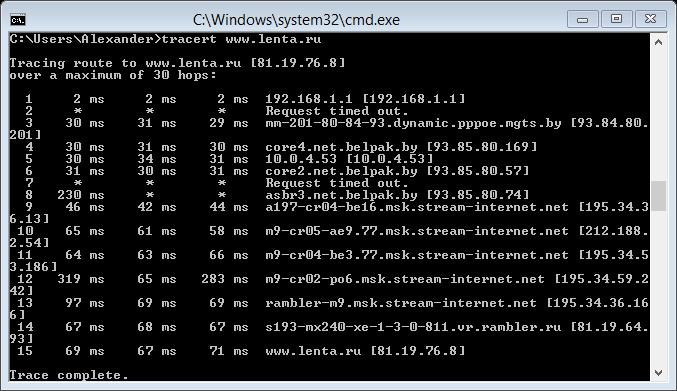 C:\Windows\system32\cmd.exe
C:\Users\Alexander>tracert www.lenta.ru
Tracing route to www.lenta.ru [81.19.76.8]
over a maximum of 30 hops:
1 2 ms 2 ms 2 ms 192.168.1.1 [192.168.1.1]
2 * * * Request timed out.
3 30 ms 31 ms 29 ms mm-201-80-84-93.dynamic.pppoe.mgts.by [93.84.80.
201]
4 30 ms 31 ms 30 ms core4.net.belpak.by [93.85.80.169]
5 30 ms 34 ms 31 ms 10.0.4.53 [10.0.4.53]
6 31 ms 30 ms 31 ms core2.net.belpak.by [93.85.80.57]
7 * * * Request timed out.
8 230 ms * * asbr3.net.belpak.by [93.85.80.74]
9 46 ms 42 ms 44 ms a197-cr04-be16.msk.stream-internet.net [195.34.3
6.13]
10 65 ms 61 ms 58 ms m9-cr05-ae9.77.msk.stream-internet.net [212.188.
2.54]
11 64 ms 63 ms 66 ms m9-cr04-be3.77.msk.stream-internet.net [195.34.5
3.186]
12 319 ms 65 ms 283 ms m9-cr02-po6.msk.stream-internet.net [195.34.59.2
42]
13 97 ms 69 ms 69 ms rambler-m9.msk.stream-internet.net [195.34.36.16
6]
14 67 ms 68 ms 67 ms s193-mx240-xe-1-3-0-811.vr.rambler.ru [81.19.64.
93]
15 69 ms 67 ms 71 ms www.lenta.ru [81.19.76.8]
Trace complete.